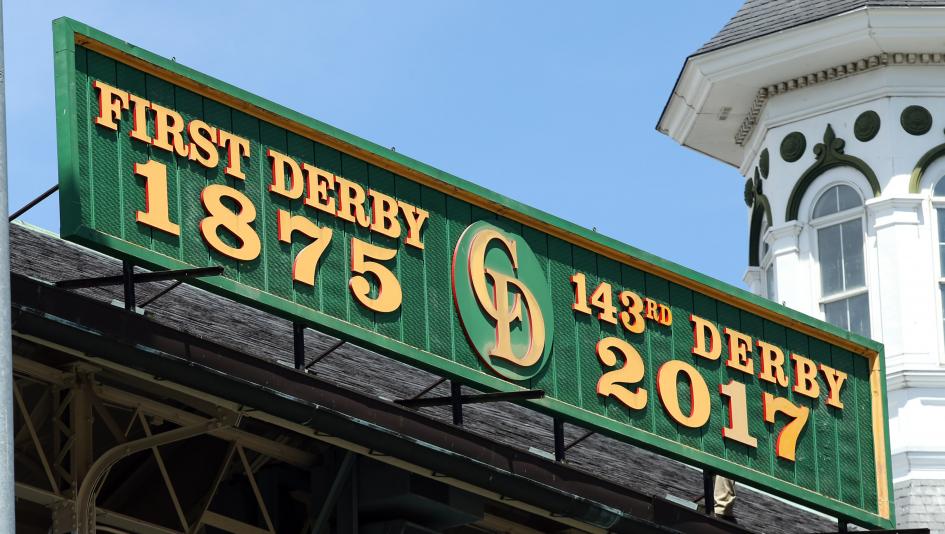 FIRST DERBY
1875
CD
143RD DERBY
2017